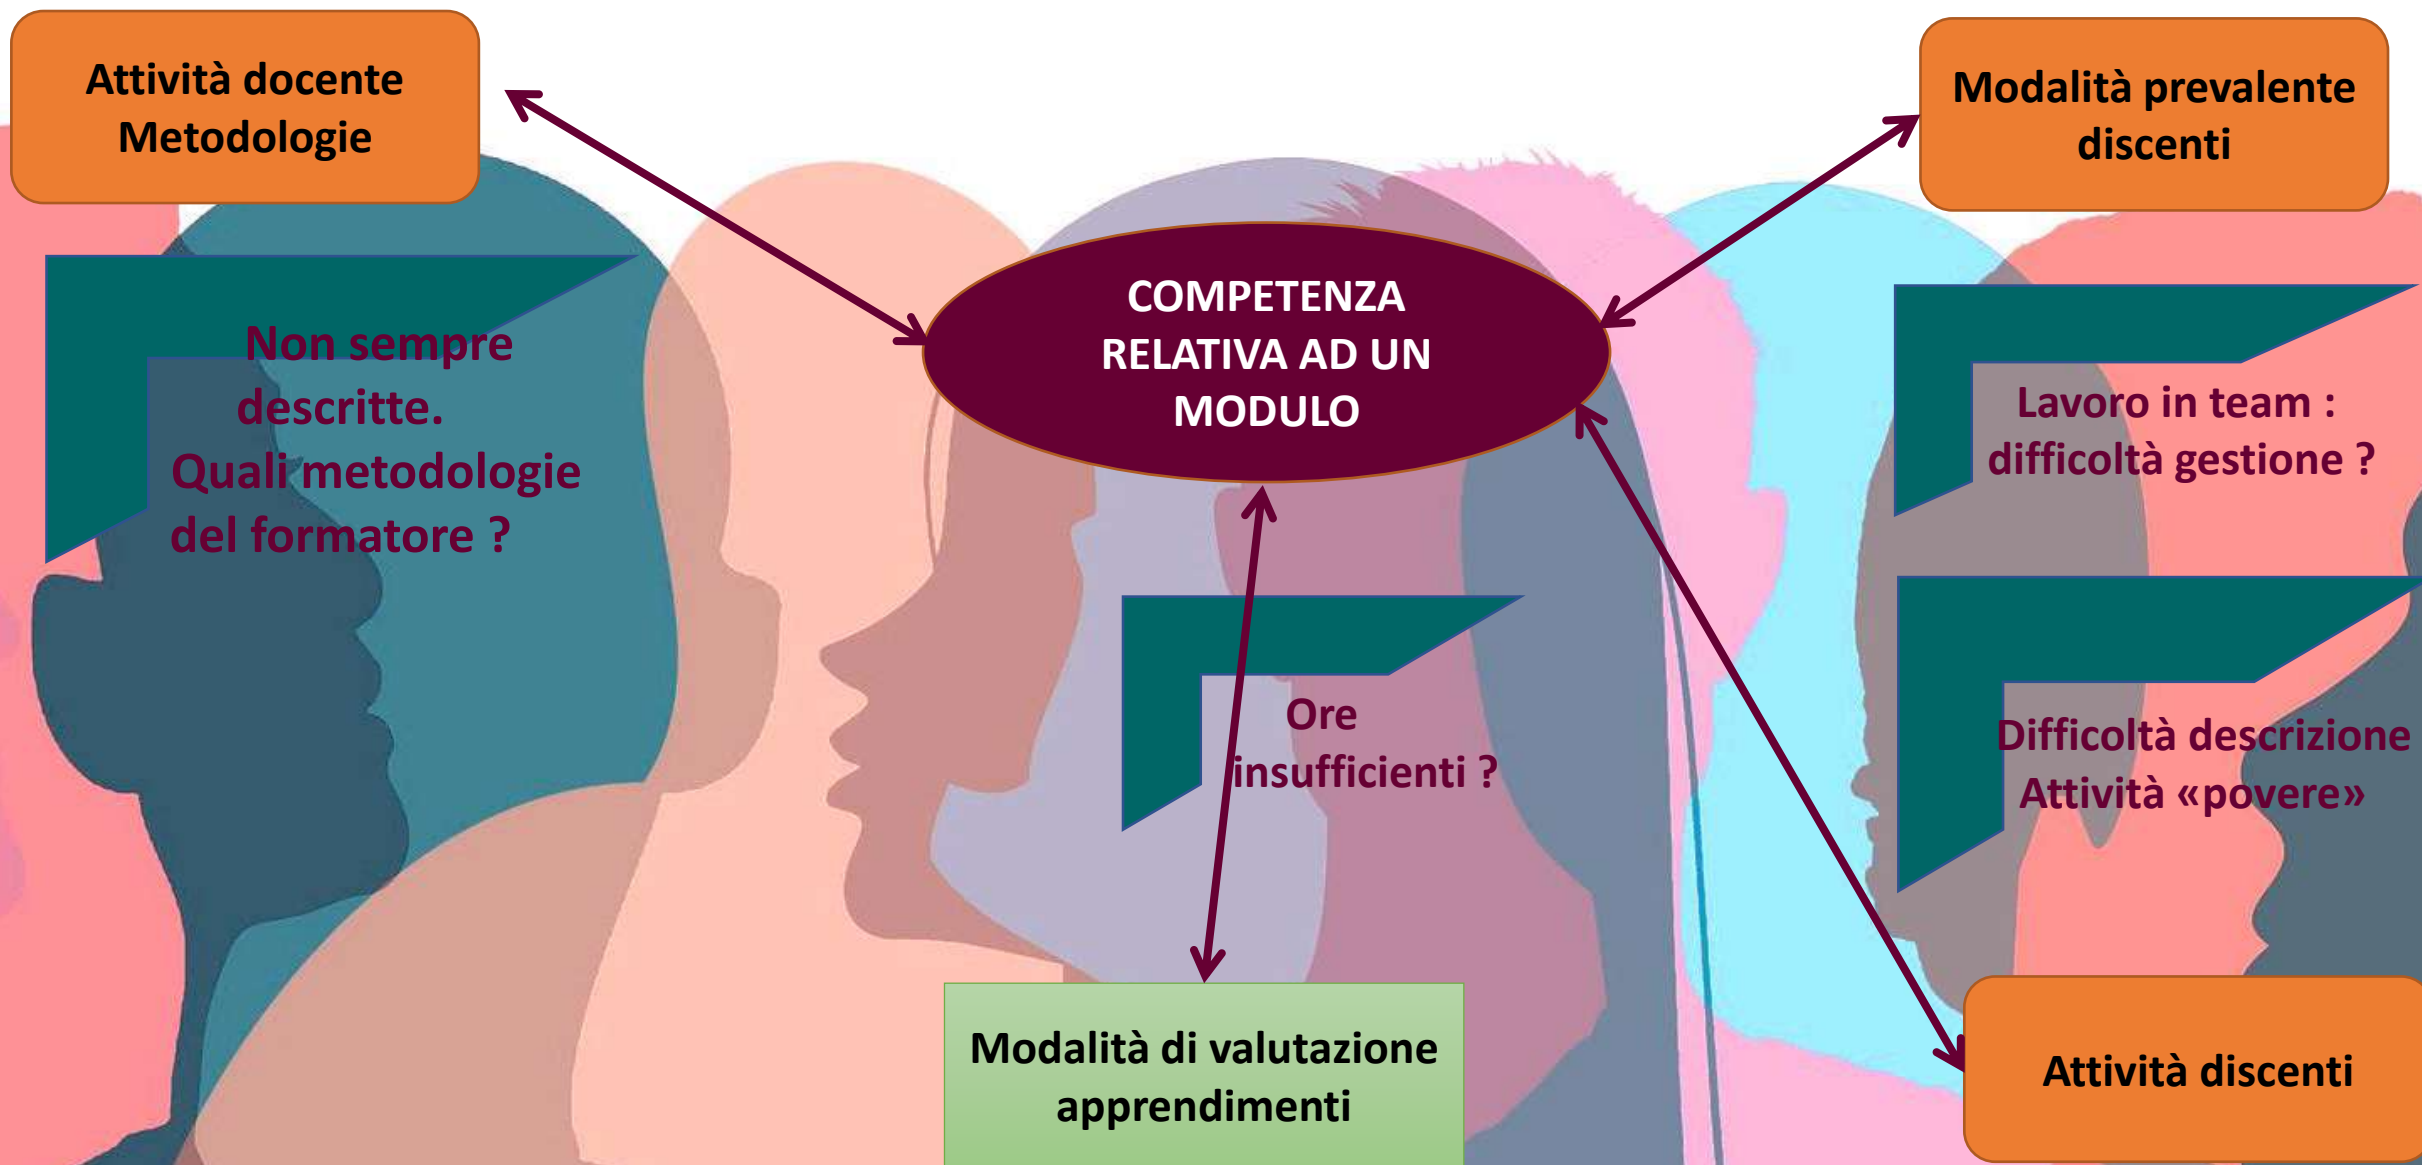 Attività docente
Metodologie
Modalità prevalente
discenti
COMPETENZA
RELATIVA AD UN
MODULO
Non sempre
descritte.
Quali metodologie
del formatore ?
Lavoro in team :
difficoltà gestione ?
Ore
insufficienti ?
Difficoltà descrizione
Attività «povere»
Modalità di valutazione
apprendimenti
Attività discenti